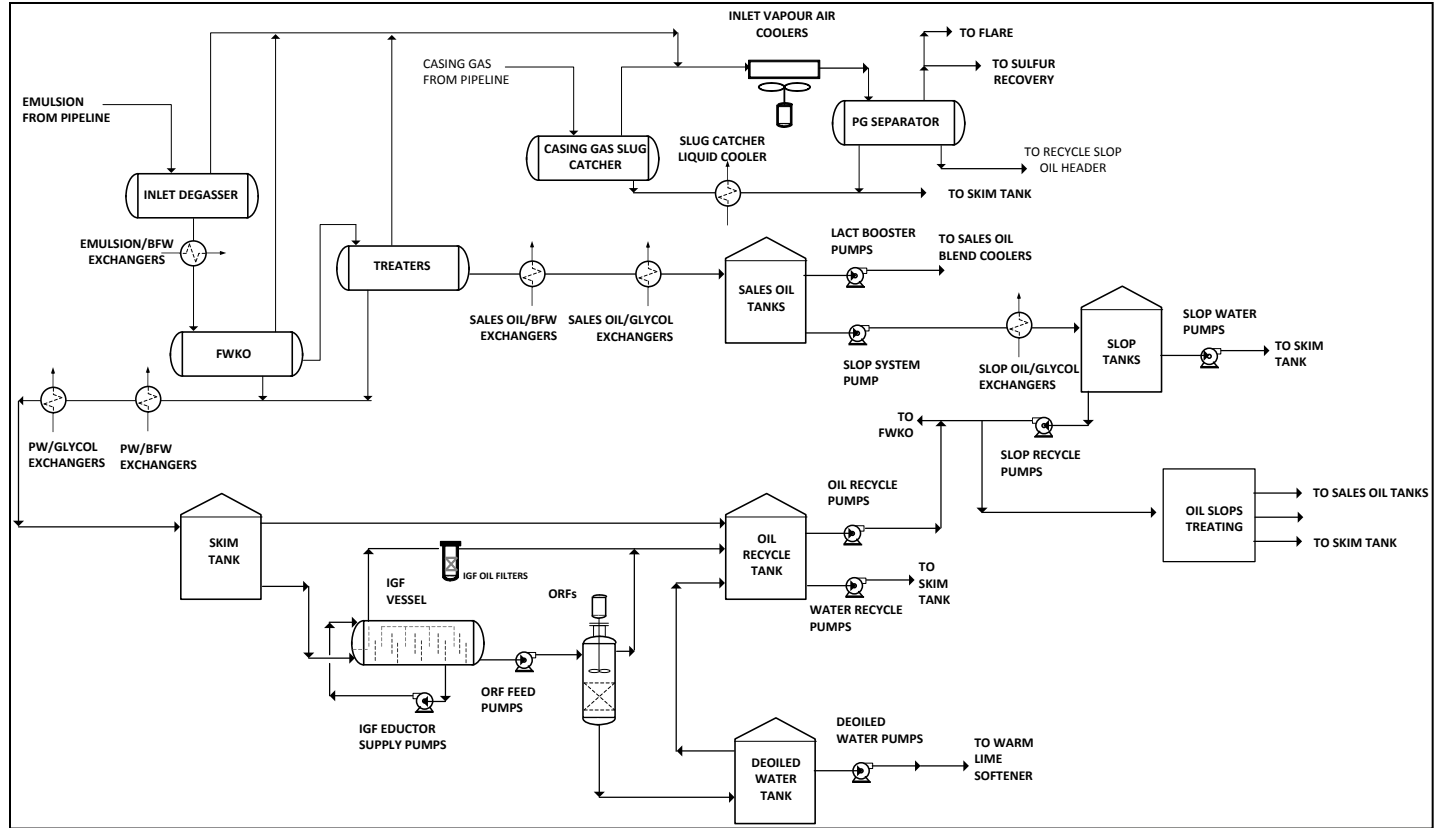 INLET VAPOUR AIR
COOLERS
TO FLARE
TO SULFUR
RECOVERY
CASING GAS
FROM PIPELINE
EMULSION
FROM PIPELINE
PG SEPARATOR
CASING GAS SLUG
CATCHER
SLUG CATCHER
LIQUID COOLER
TO RECYCLE SLOP
OIL HEADER
TO SKIM TANK
INLET DEGASSER
EMULSION/BFW
EXCHANGERS
TREATERS
LACT BOOSTER
PUMPS
TO SALES OIL
BLEND COOLERS
SALES OIL
TANKS
SALES OIL/BFW
EXCHANGERS
SALES OIL/GLYCOL
EXCHANGERS
SLOP SYSTEM
PUMP
SLOP OIL/GLYCOL
EXCHANGERS
SLOP
TANKS
SLOP WATER
PUMPS
TO SKIM
TANK
FWKO
PW/GLYCOL
EXCHANGERS
PW/BFW
EXCHANGERS
TO
FWKO
SLOP RECYCLE
PUMPS
OIL RECYCLE
PUMPS
OIL SLOPS
TREATING
TO SALES OIL TANKS
TO SKIM TANK
SKIM
TANK
IGF OIL FILTERS
IGF
VESSEL
ORFs
OIL
RECYCLE
TANK
TO
SKIM
TANK
WATER RECYCLE
PUMPS
ORF FEED
PUMPS
IGF EDUCTOR
SUPPLY PUMPS
DEOILED
WATER PUMPS
TO WARM
LIME
SOFTENER
DEOILED
WATER
TANK